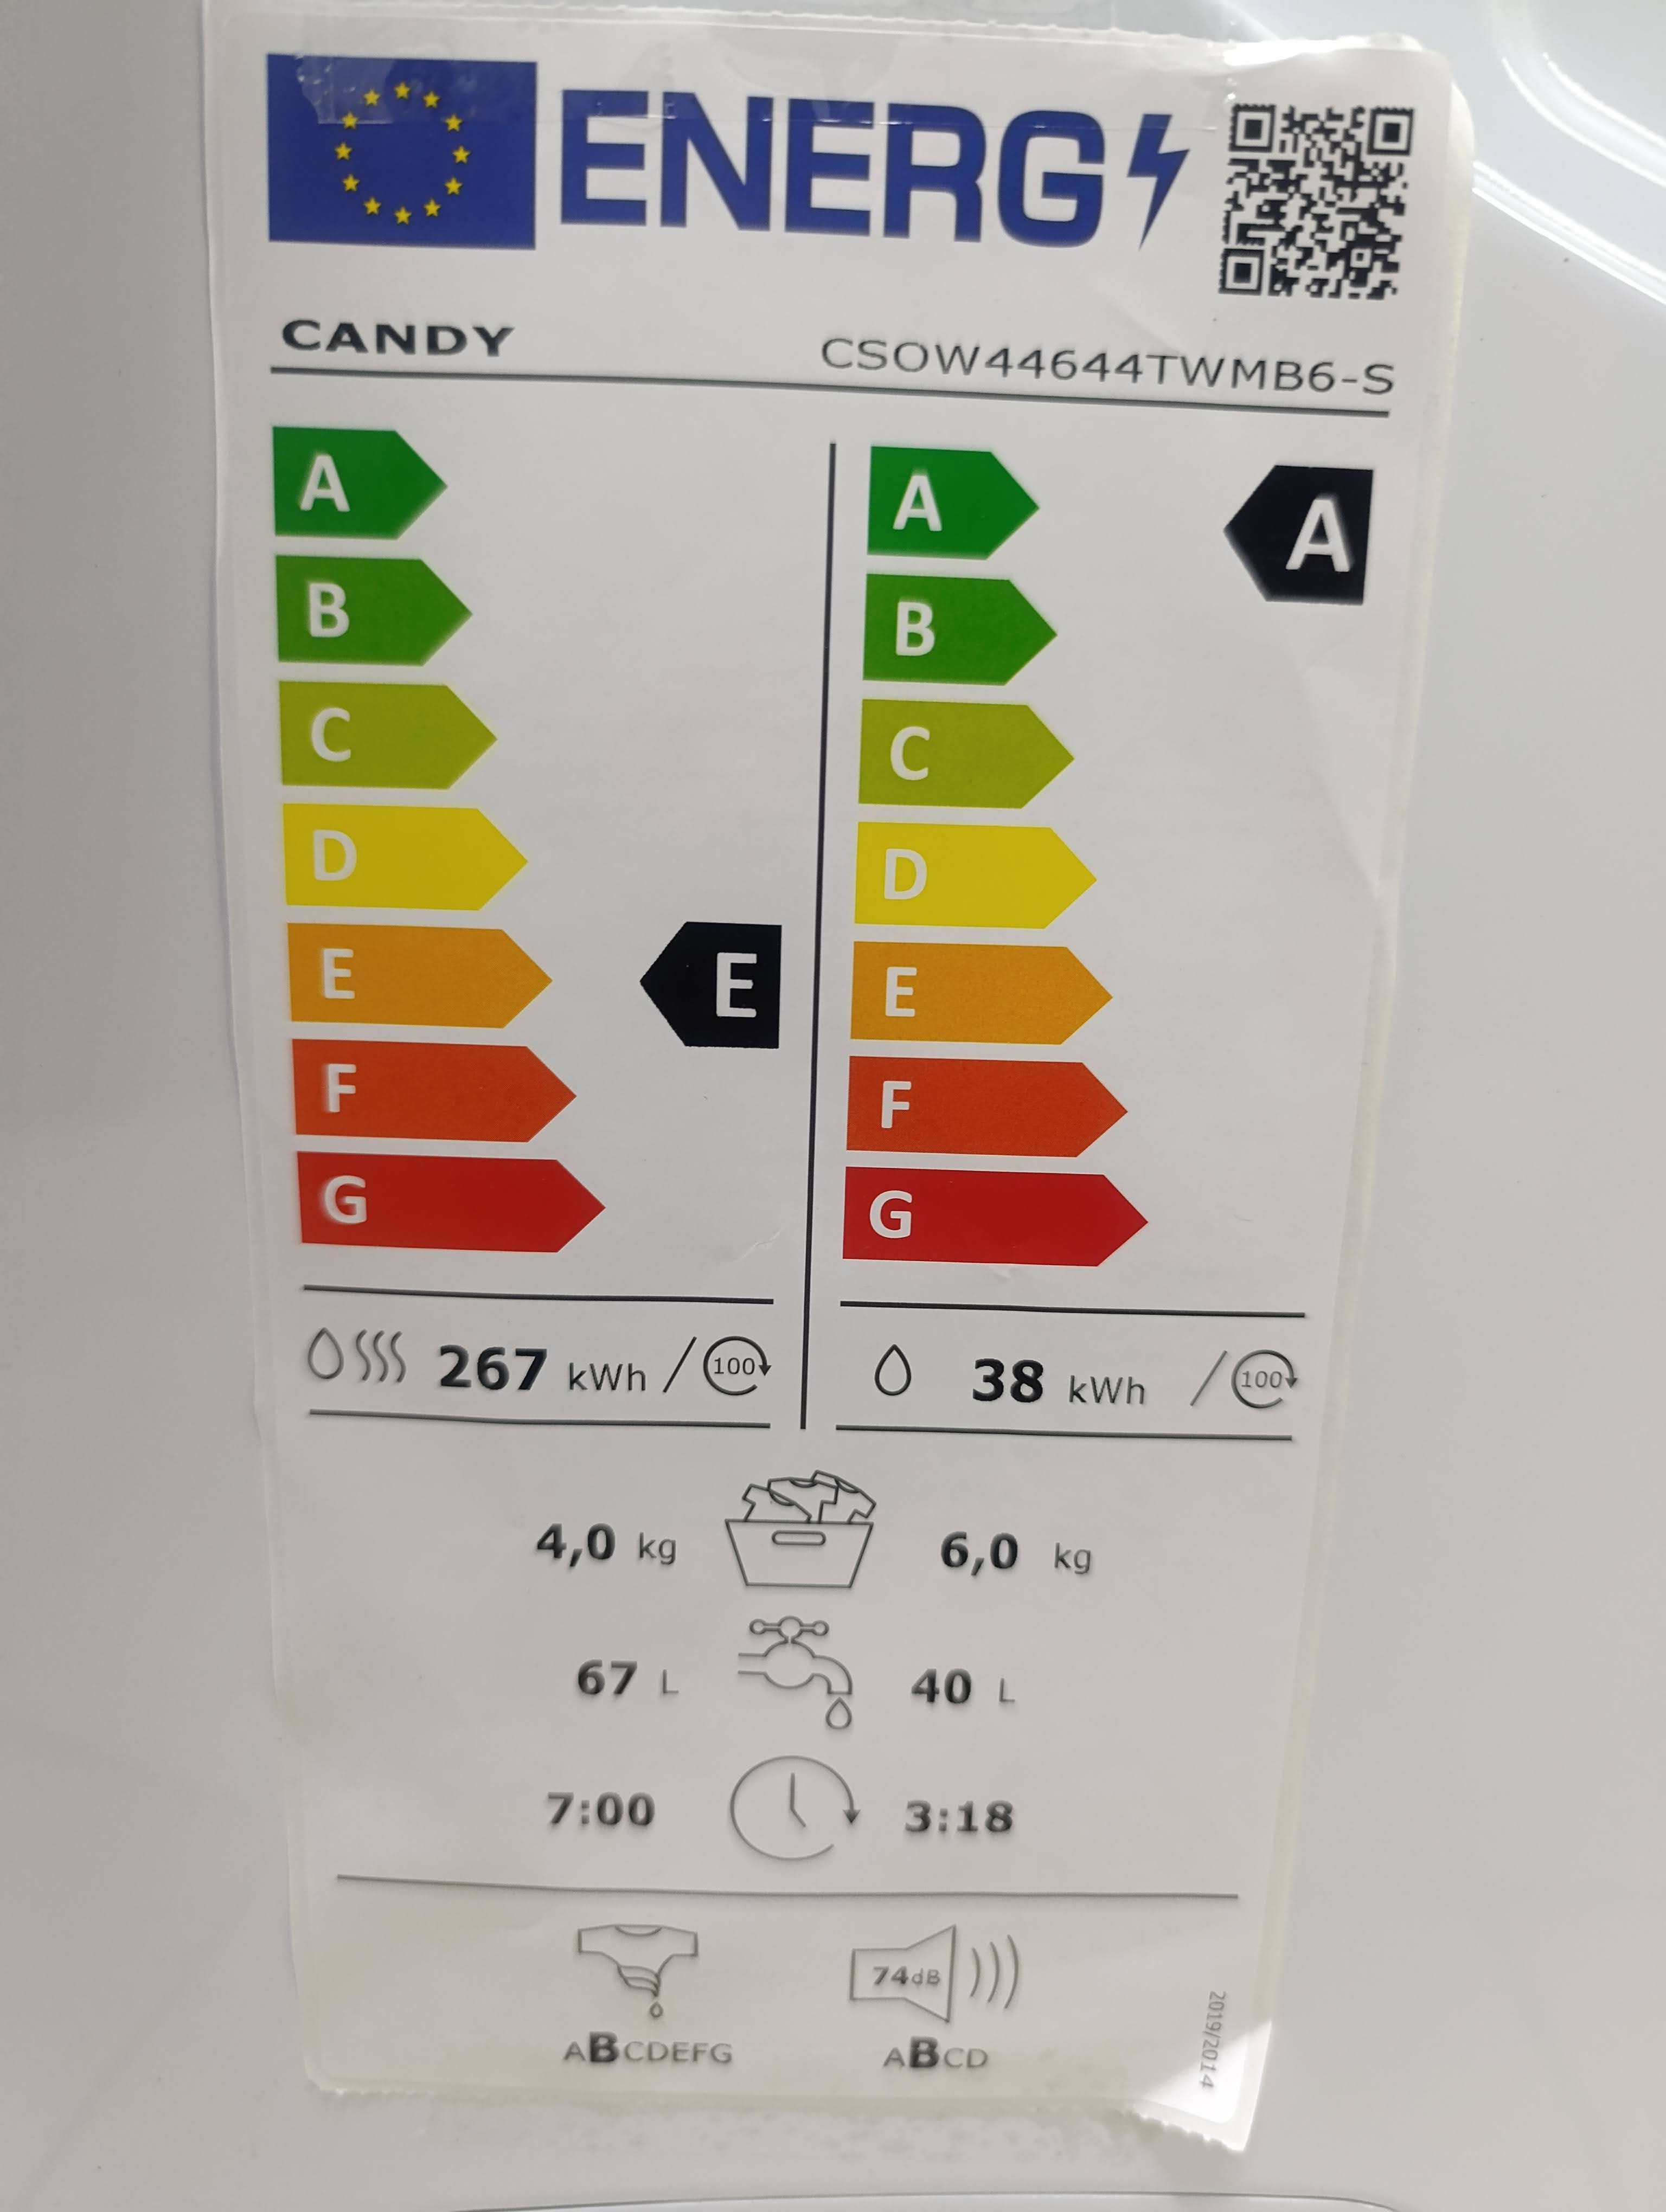 ENERG
CANDY CSOW44644TWMB6-S
A A A
B B
C C
D D
E E E
F F
G G
267 kWh / 100 38 kWh / 100
4,0 kg 6,0 kg
67 L 40 L
7:00 3:18
74dB
ABCDEFG ABCD
2019/2014